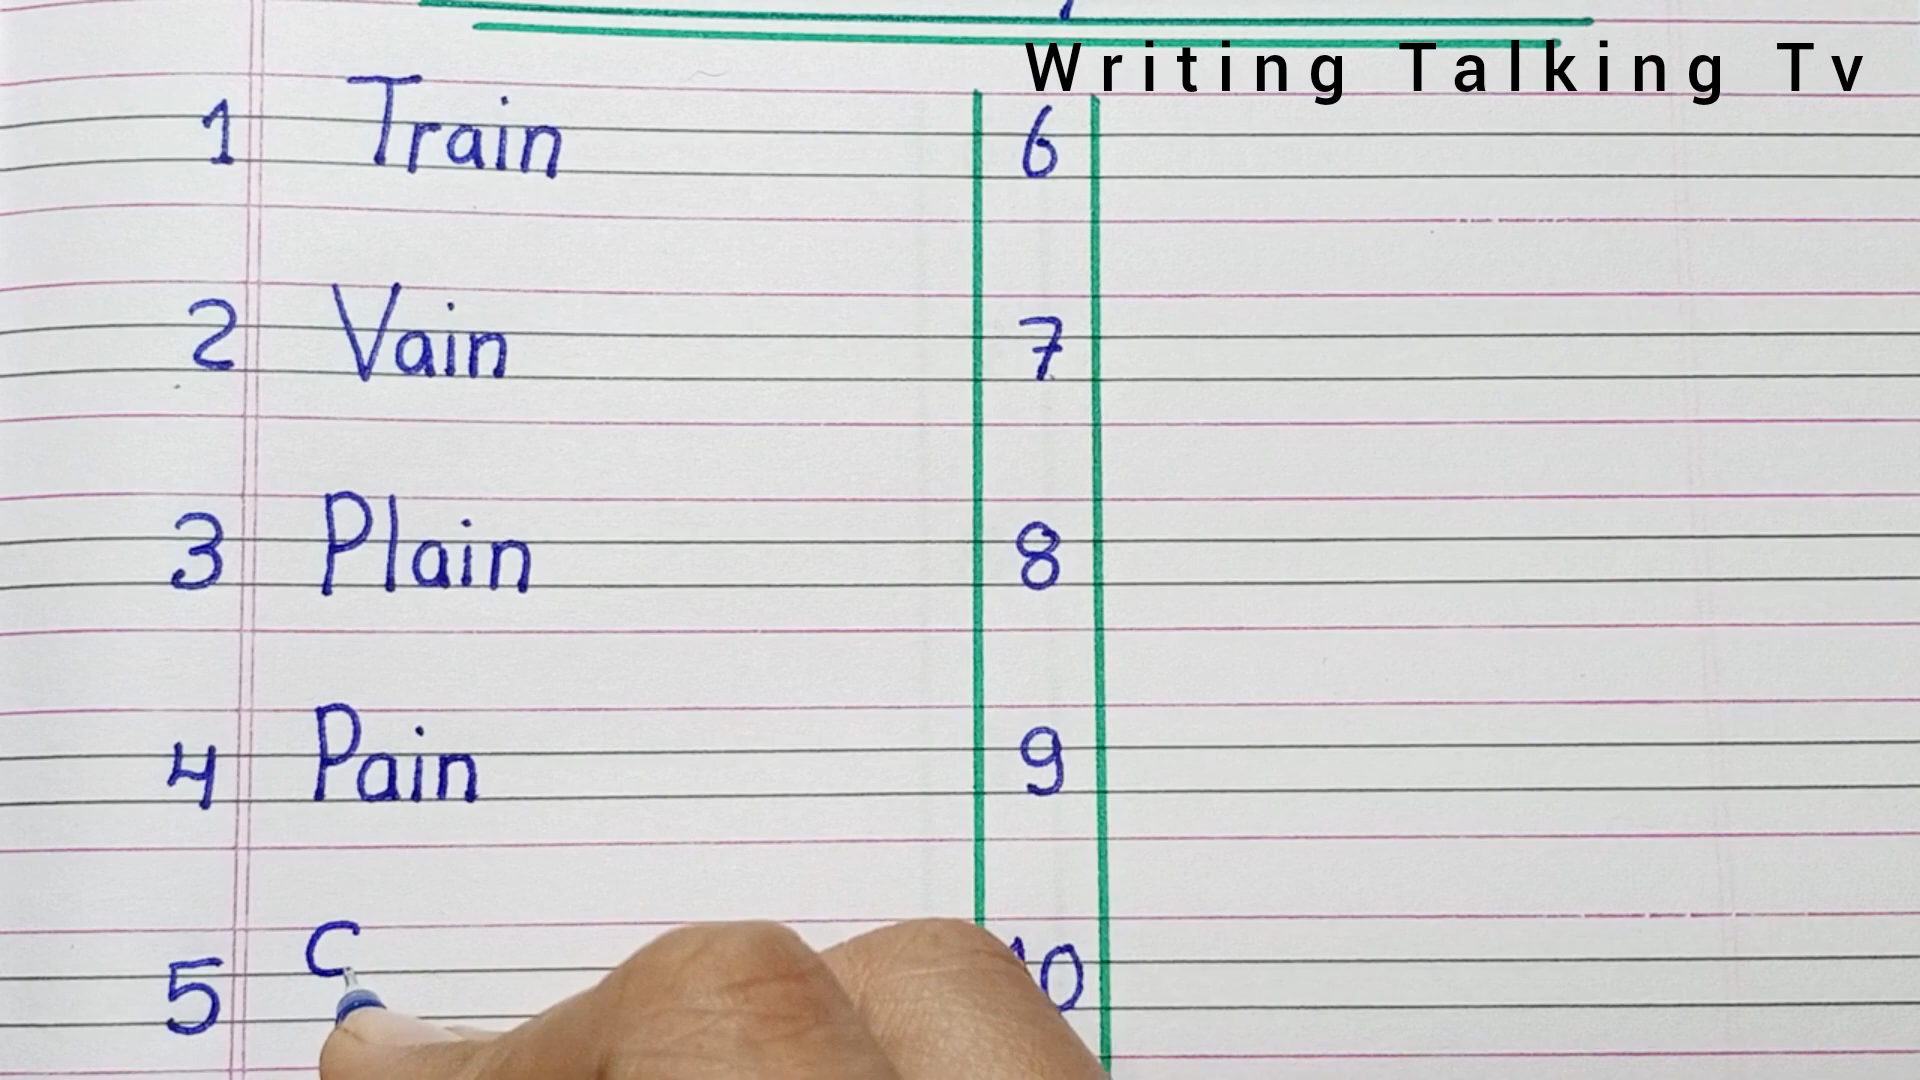 Writing Talking Tv
1 Train 6
2 Vain 7
3 Plain 8
4 Pain 9
5 10